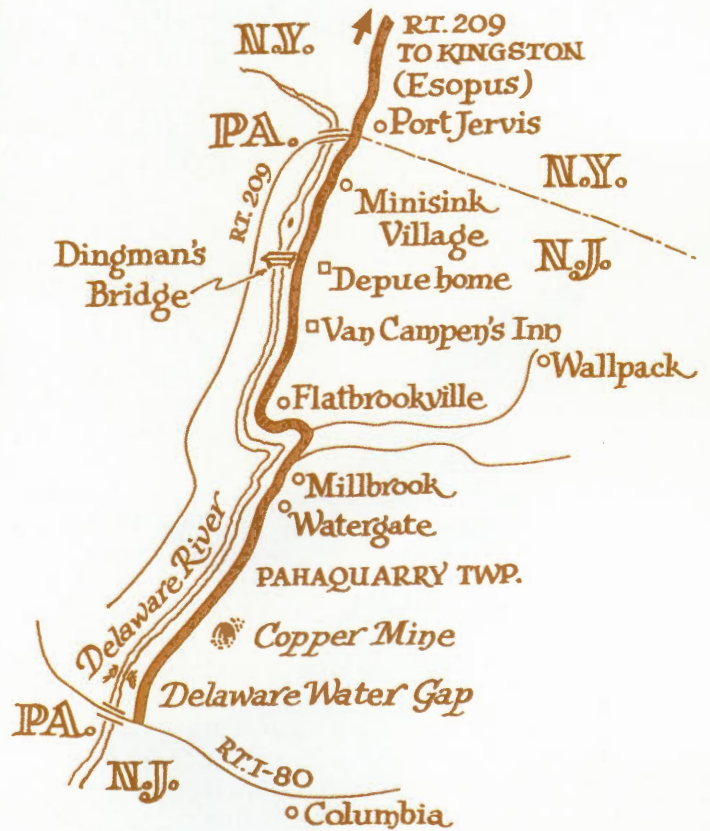 N.Y.
RT. 209
TO KINGSTON
(Esopus)
PA.
Port Jervis
N.Y.
RT. 209
Minisink
Village
N.J.
Dingman's
Bridge
Depue home
Van Campen's Inn
Wallpack
Flatbrookville
Millbrook
Watergate
Delaware River
PAHAQUARRY TWP.
Copper Mine
Delaware Water Gap
PA.
N.J.
RT. I-80
Columbia